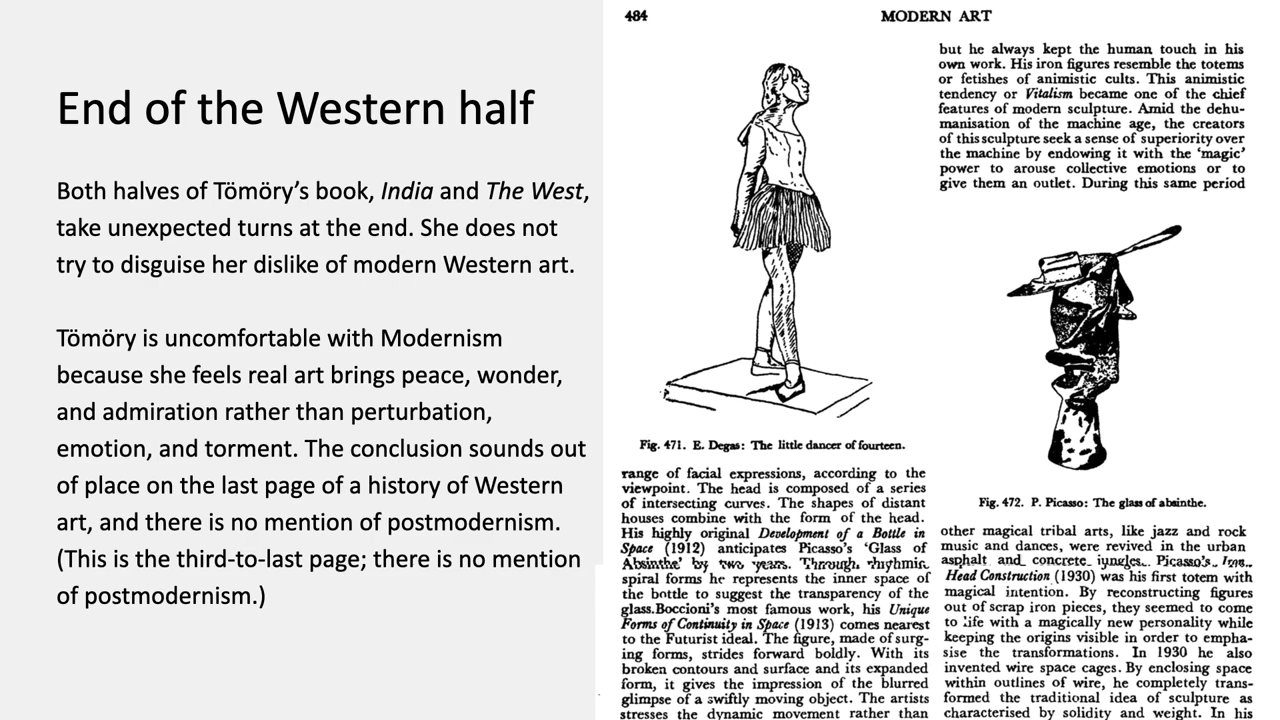 End of the Western half
Both halves of Tömöry's book, India and The West,
take unexpected turns at the end. She does not
try to disguise her dislike of modern Western art.
Tömöry is uncomfortable with Modernism
because she feels real art brings peace, wonder,
and admiration rather than perturbation,
emotion, and torment. The conclusion sounds out
of place on the last page of a history of Western
art, and there is no mention of postmodernism.
(This is the third-to-last page; there is no mention
of postmodernism.)
484
MODERN ART
Fig. 471. E. Degas: The little dancer of fourteen.
range of facial expressions, according to the
viewpoint. The head is composed of a series
of intersecting curves. The shapes of distant
houses combine with the form of the head.
His highly original Development of a Bottle in
Space (1912) anticipates Picasso's 'Glass of
Absinthe' by two years. Through rhythmic
spiral forms he represents the inner space of
the bottle to suggest the transparency of the
glass.Boccioni's most famous work, his Unique
Forms of Continuity in Space (1913) comes nearest
to the Futurist ideal. The figure, made of surg-
ing forms, strides forward boldly. With its
broken contours and surface and its expanded
form, it gives the impression of the blurred
glimpse of a swiftly moving object. The artists
stresses the dynamic movement rather than
but he always kept the human touch in his
own work. His iron figures resemble the totems
or fetishes of animistic cults. This animistic
tendency or Vitalism became one of the chief
features of modern sculpture. Amid the dehu-
manisation of the machine age, the creators
of this sculpture seek a sense of superiority over
the machine by endowing it with the 'magic'
power to arouse collective emotions or to
give them an outlet. During this same period
Fig. 472. P. Picasso: The glass of absinthe.
other magical tribal arts, like jazz and rock
music and dances, were revived in the urban
asphalt and concrete jungles. Picasso's
Head Construction (1930) was his first totem with
magical intention. By reconstructing figures
out of scrap iron pieces, they seemed to come
to life with a magically new personality while
keeping the origins visible in order to empha-
sise the transformations. In 1930 he also
invented wire space cages. By enclosing space
within outlines of wire, he completely trans-
formed the traditional idea of sculpture as
characterised by solidity and weight. In his